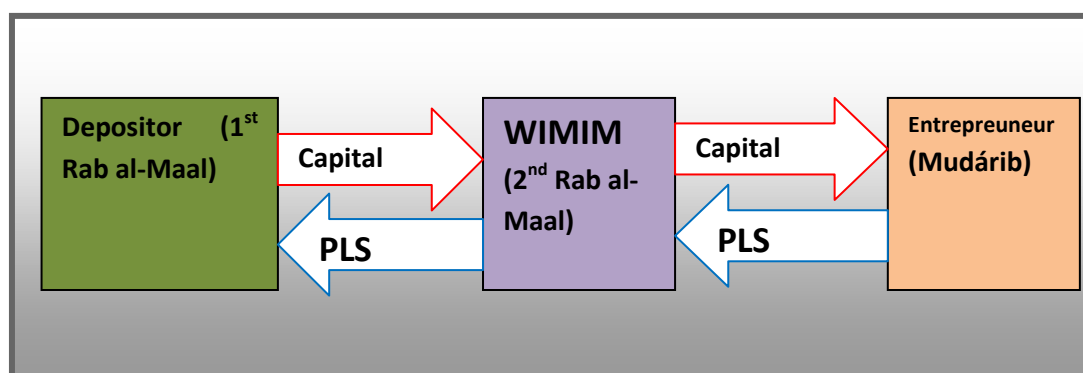 Depositor (1st
Rab al-Maal)
Capital
PLS
WIMIM
(2nd Rab al-
Maal)
Capital
PLS
Entrepreuneur
(Mudárib)